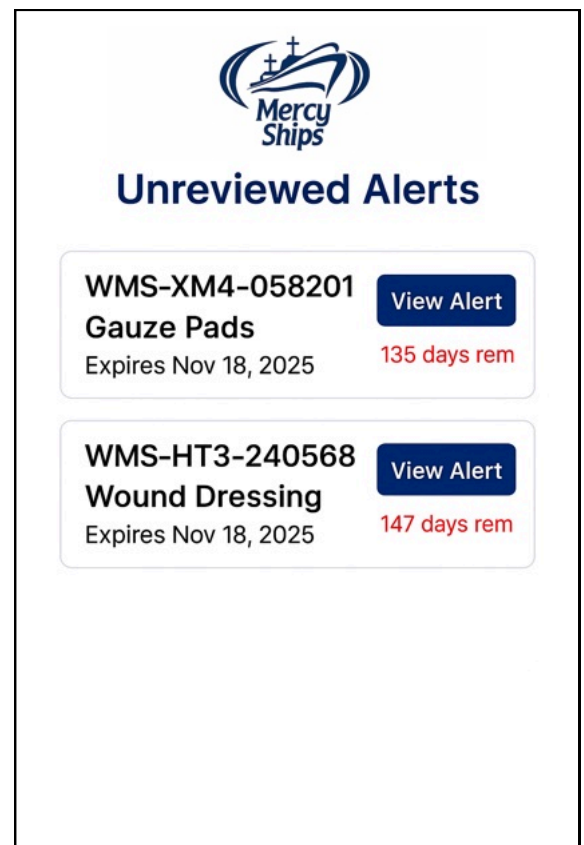 Mercy
Ships
Unreviewed Alerts
WMS-XM4-058201
Gauze Pads
Expires Nov 18, 2025
View Alert
135 days rem
WMS-HT3-240568
Wound Dressing
Expires Nov 18, 2025
View Alert
147 days rem